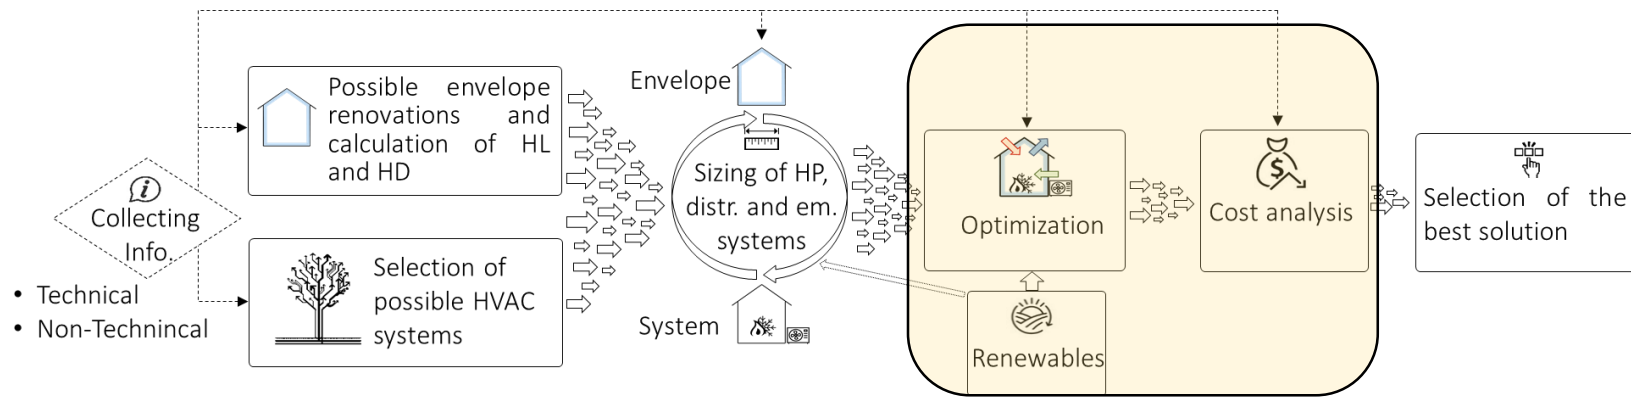 Collecting
Info.
• Technical
• Non-Technincal
Possible envelope
renovations and
calculation of HL
and HD
Selection of
possible HVAC
systems
Envelope
Sizing of HP,
distr. and em.
systems
System
Optimization
Renewables
$
Cost analysis
Selection of the
best solution